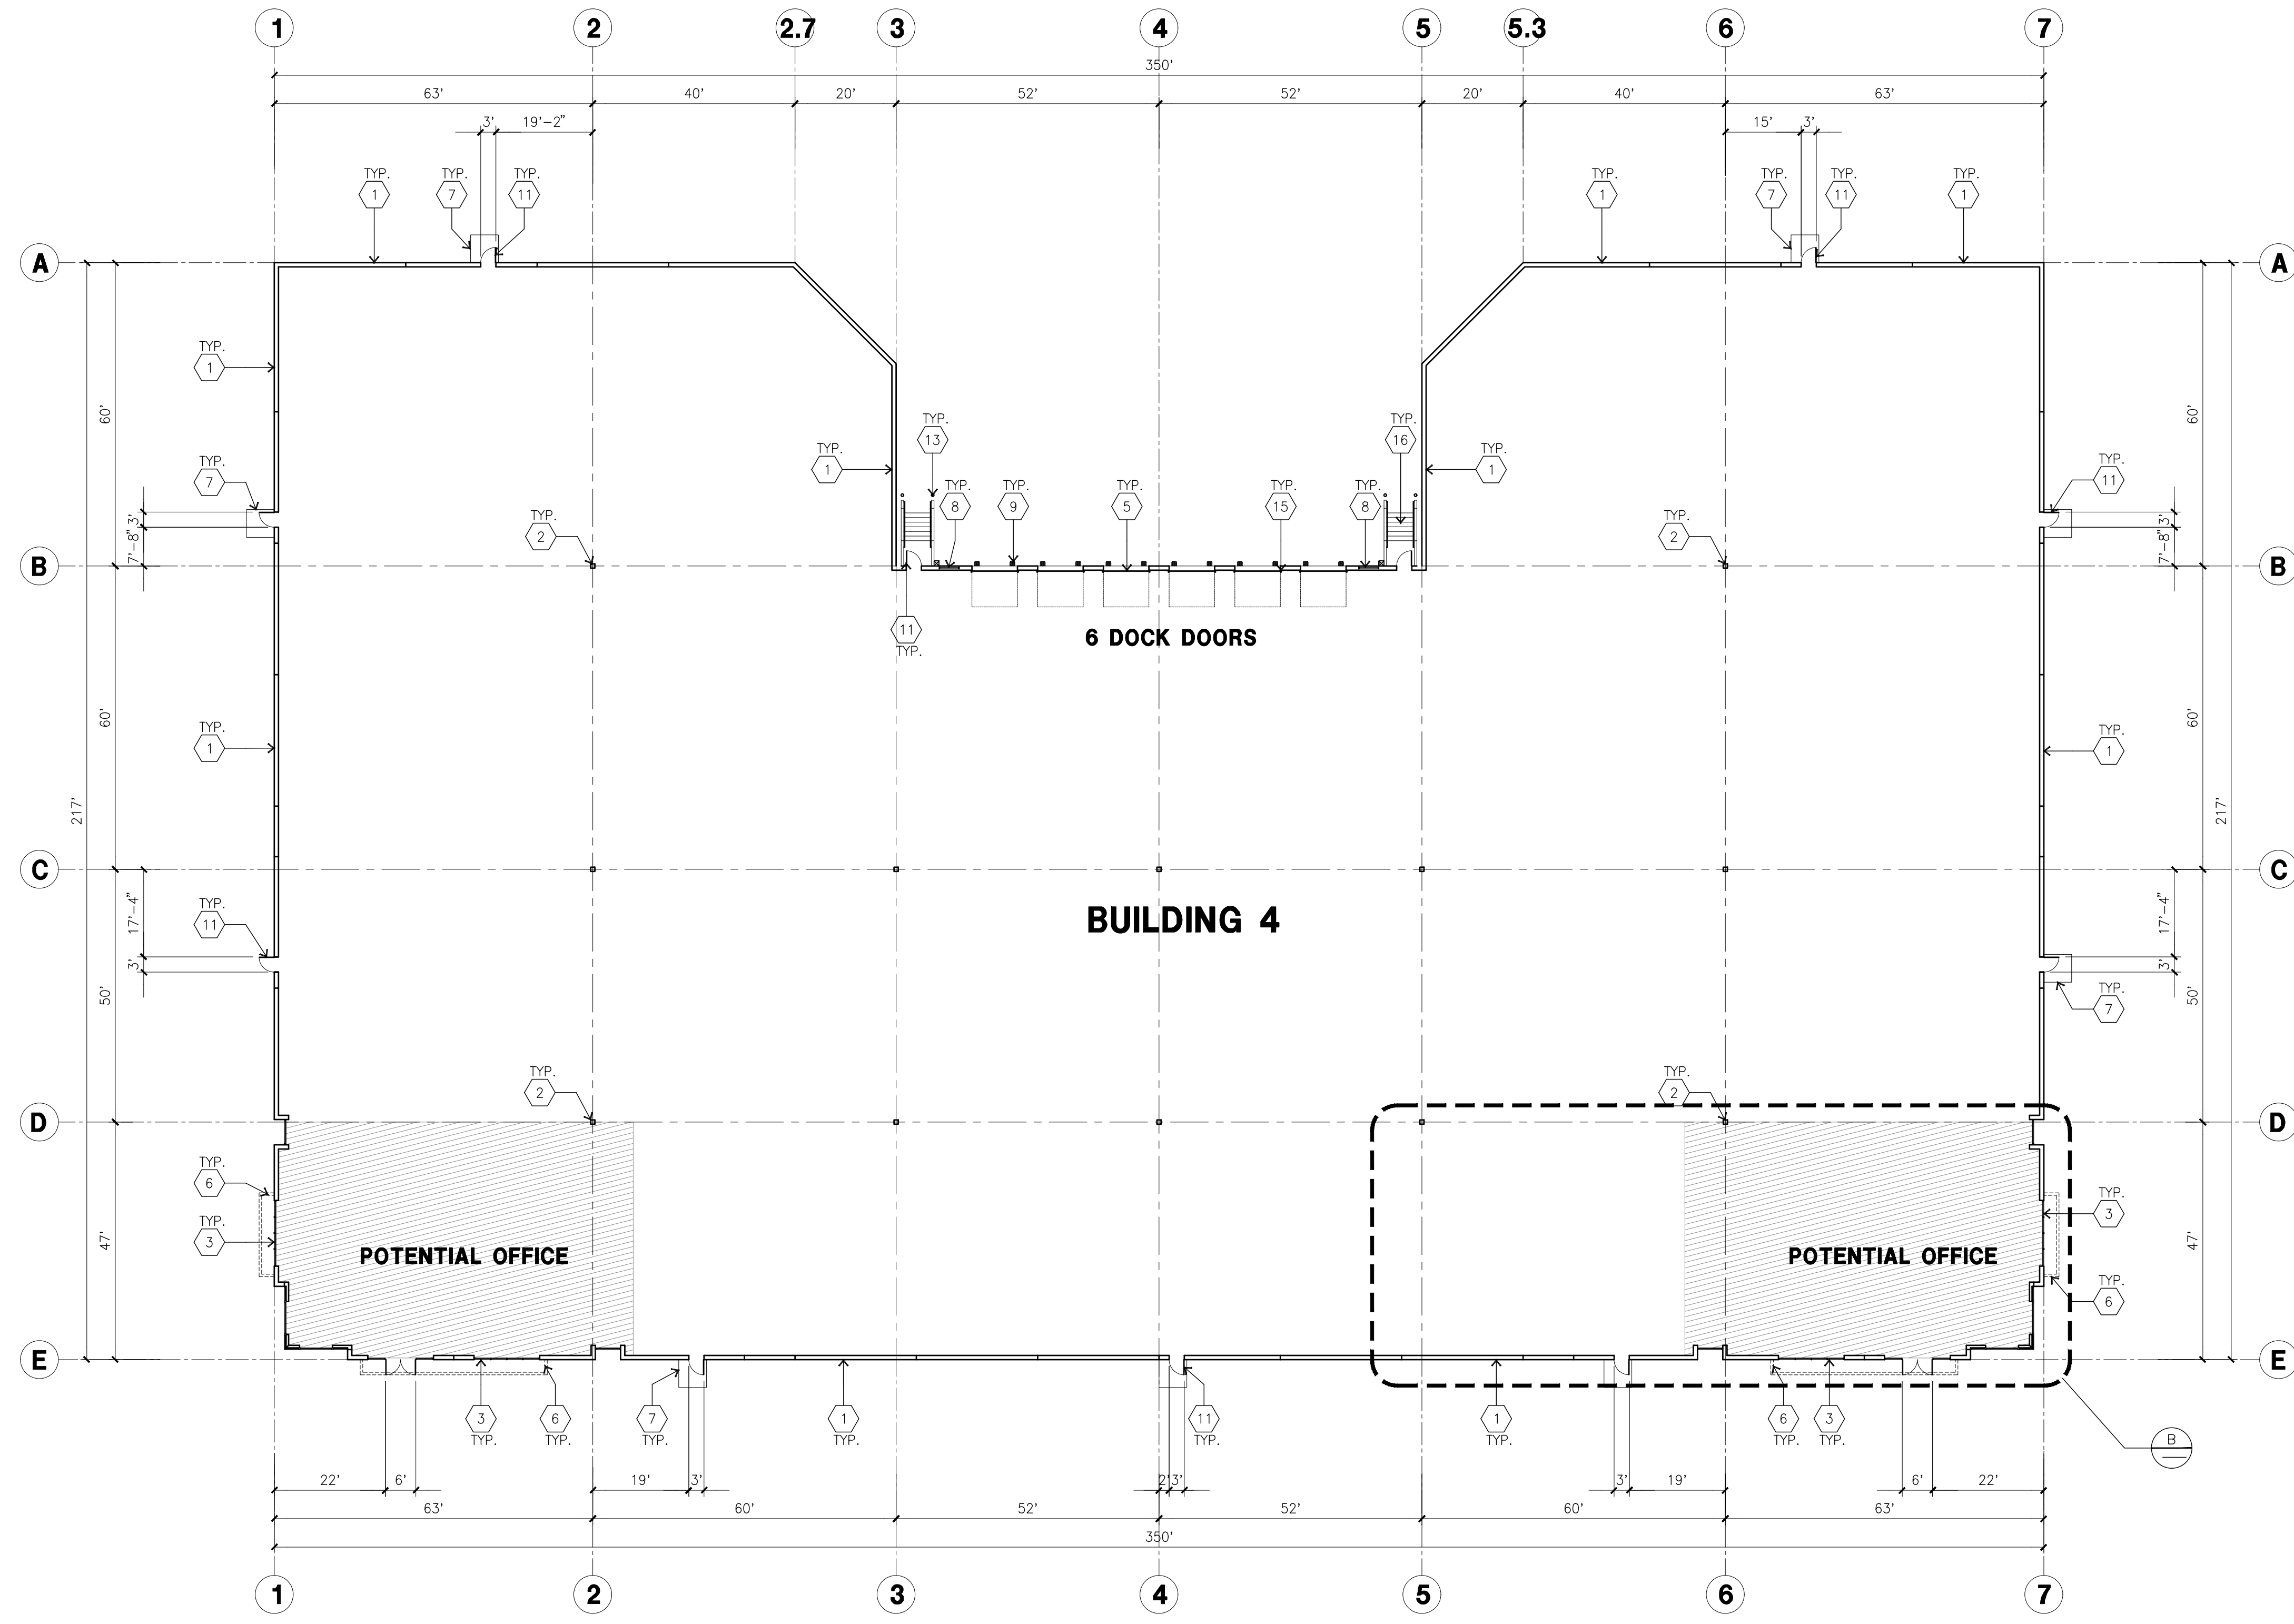 1 2 2.7 3 4 5 5.3 6 7
350'
63' 40' 20' 52' 52' 20' 40' 63'
3' 19'-2" 15' 3'
TYP. TYP. TYP. TYP. TYP. TYP. TYP.
1 7 11 1 7 11 1
A A
TYP.
1
60' 60'
TYP. TYP.
13 16
TYP. TYP.
1 1
TYP. TYP.
7 11
TYP. TYP. TYP. TYP. TYP.
8 9 5 15 8
3' 3'
7'-8" 7'-8"
TYP. TYP.
2 2
B B
11
TYP.
6 DOCK DOORS
60' 60'
TYP. TYP.
1 1
217' 217'
C C
17'-4" 17'-4"
BUILDING 4
TYP.
11
3' 3'
50' 50'
TYP.
7
TYP. TYP.
2 2
D D
TYP. TYP.
6 3
TYP.
3
47' 47'
POTENTIAL OFFICE POTENTIAL OFFICE
TYP.
6
E E
3 6 7 1 11 1 6 3
TYP. TYP. TYP. TYP. TYP. TYP. TYP. TYP.
B
22' 6' 19' 3' 2' 3' 3' 19' 6' 22'
63' 60' 52' 52' 60' 63'
350'
1 2 3 4 5 6 7